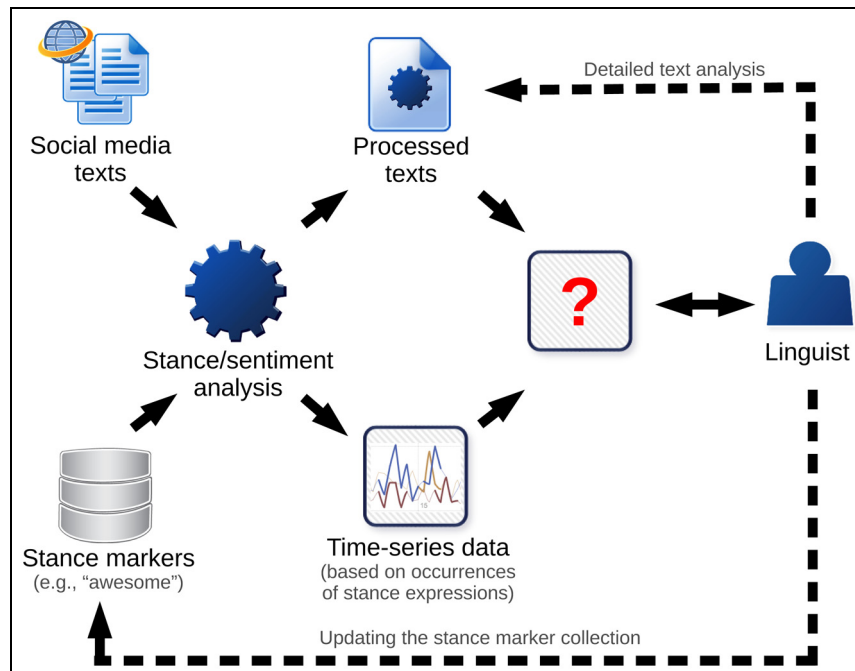 Detailed text analysis
Social media
texts
Processed
texts
?
Stance/sentiment
analysis
Linguist
15
Stance markers
(e.g., “awesome”)
Time-series data
(based on occurrences
of stance expressions)
Updating the stance marker collection